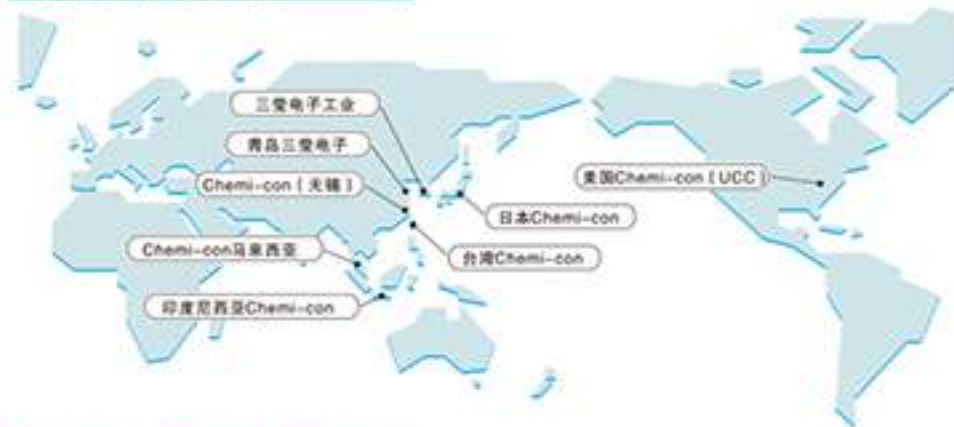 三莹电子工业
青岛三莹电子
Chemi-con（无锡）
美国Chemi-con（UCC）
日本Chemi-con
Chemi-con马来西亚
台湾Chemi-con
印度尼西亚Chemi-con